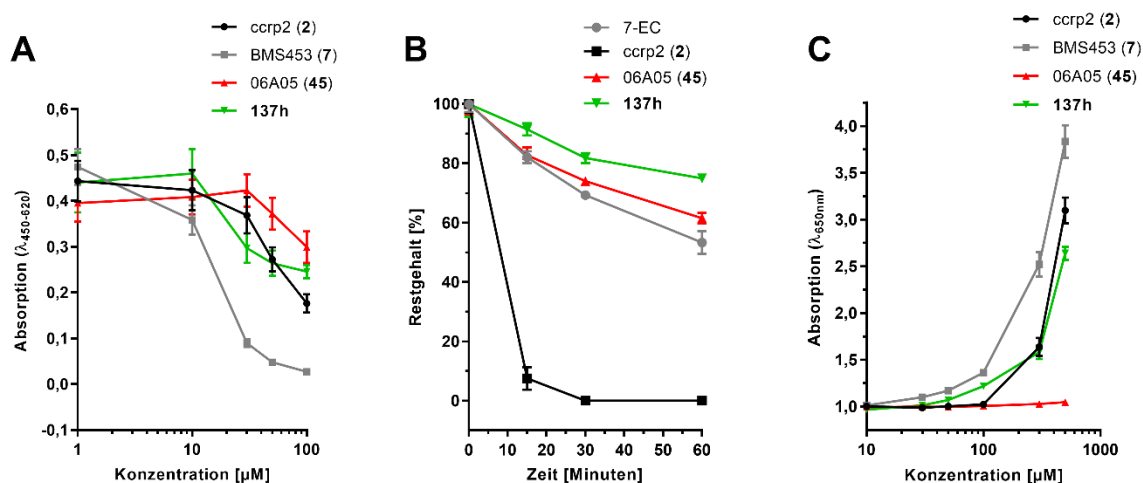 A
ccrp2 (2)
BMS453 (7)
06A05 (45)
137h
0,6
0,5
0,4
0,3
0,2
0,1
0,0
-0,1
Absorption (λ450-620)
1
10
100
Konzentration [µM]
B
7-EC
ccrp2 (2)
06A05 (45)
137h
100
80
60
40
20
0
Restgehalt [%]
0
10
20
30
40
50
60
Zeit [Minuten]
C
ccrp2 (2)
BMS453 (7)
06A05 (45)
137h
4,0
3,5
3,0
2,5
2,0
1,5
1,0
Absorption (λ650nm)
10
100
1000
Konzentration [µM]